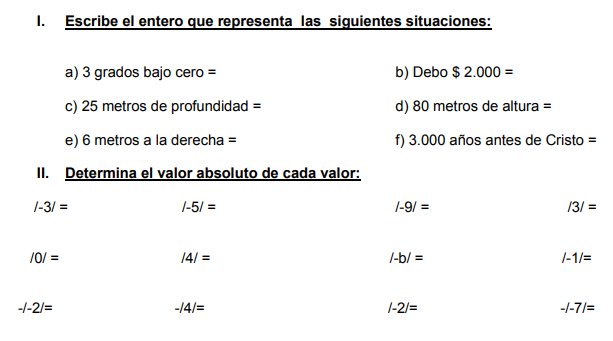 I. Escribe el entero que representa las siguientes situaciones:
a) 3 grados bajo cero = b) Debo $ 2.000 =
c) 25 metros de profundidad = d) 80 metros de altura =
e) 6 metros a la derecha = f) 3.000 años antes de Cristo =
II. Determina el valor absoluto de cada valor:
/-3/ = /-5/ = /-9/ = /3/ =
/0/ = /4/ = /-b/ = /-1/=
-/-2/= -/4/= /-2/= -/-7/=